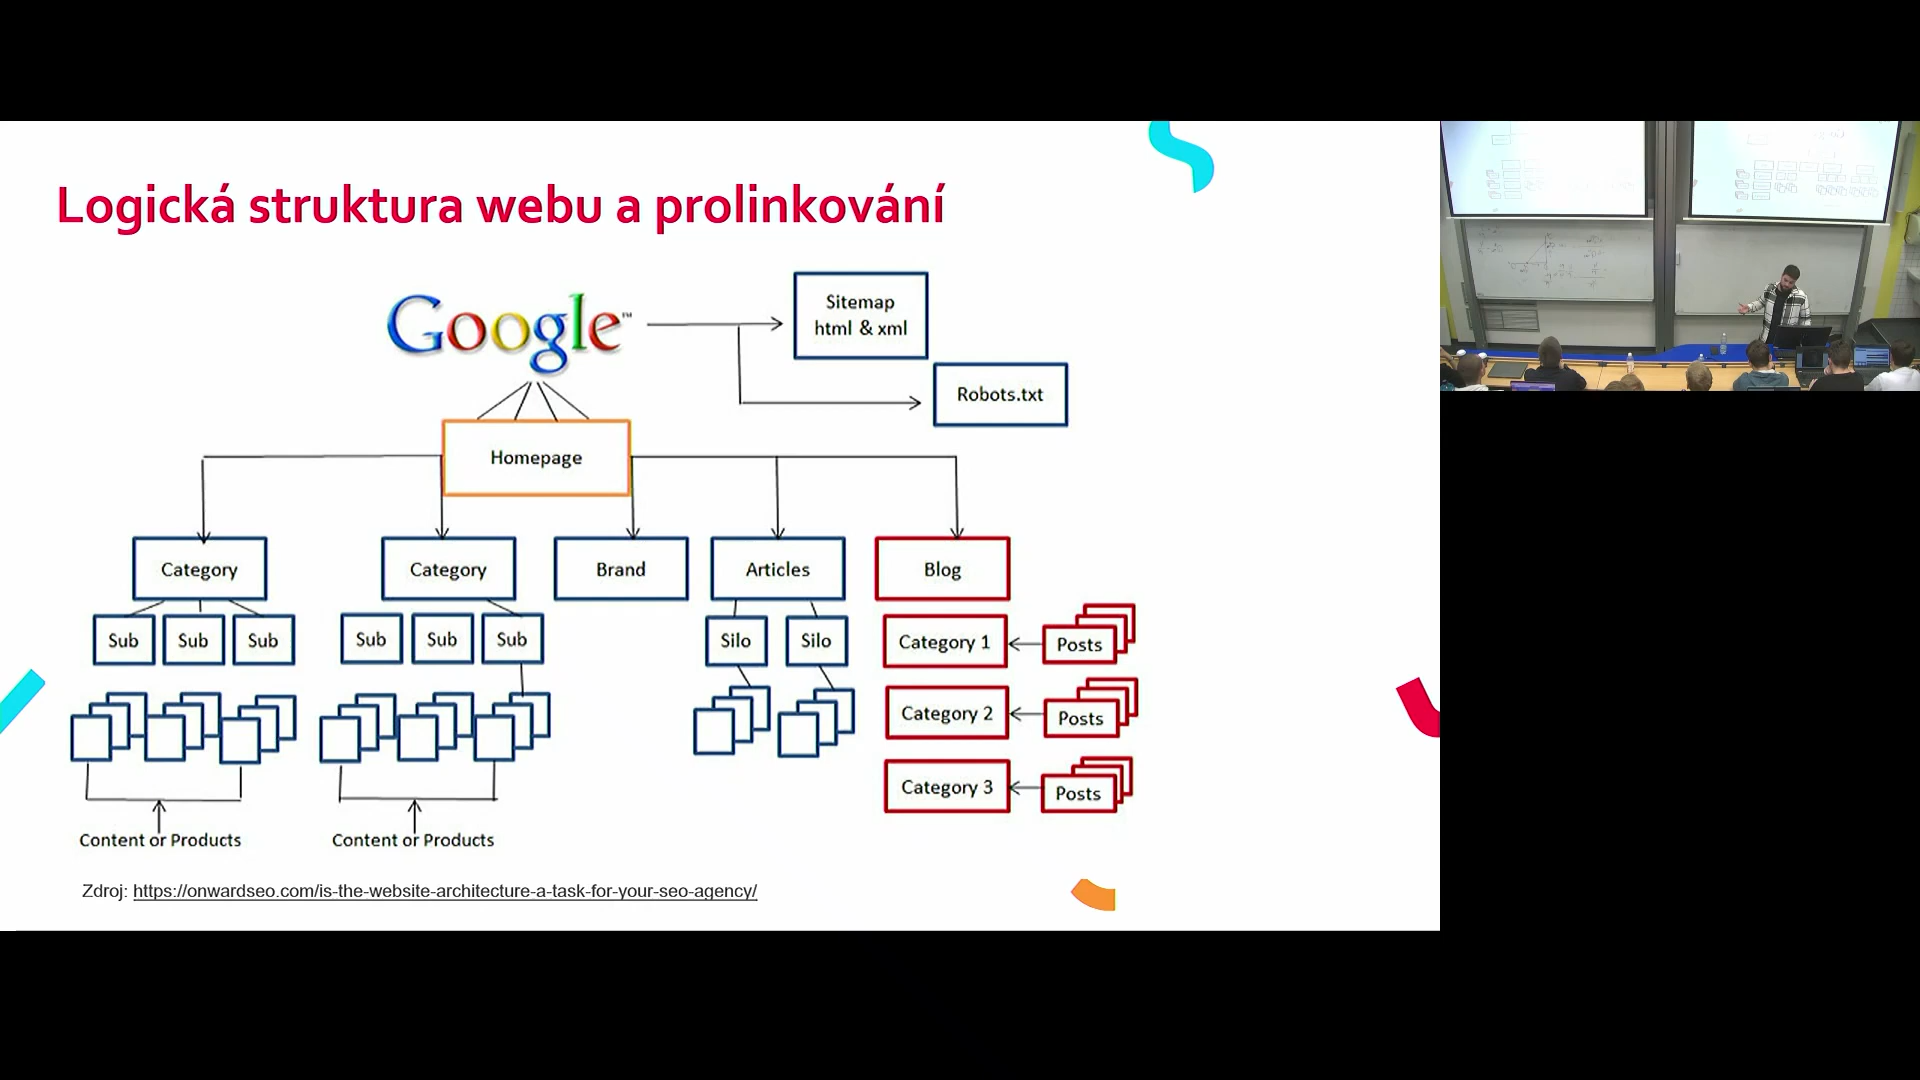 Logická struktura webu a prolinkování
Google™
Sitemap
html & xml
Robots.txt
Homepage
Category
Category
Brand
Articles
Blog
Sub
Sub
Sub
Sub
Sub
Sub
Silo
Silo
Category 1
Posts
Category 2
Posts
Category 3
Posts
Content or Products
Content or Products
Zdroj: https://onwardseo.com/is-the-website-architecture-a-task-for-your-seo-agency/